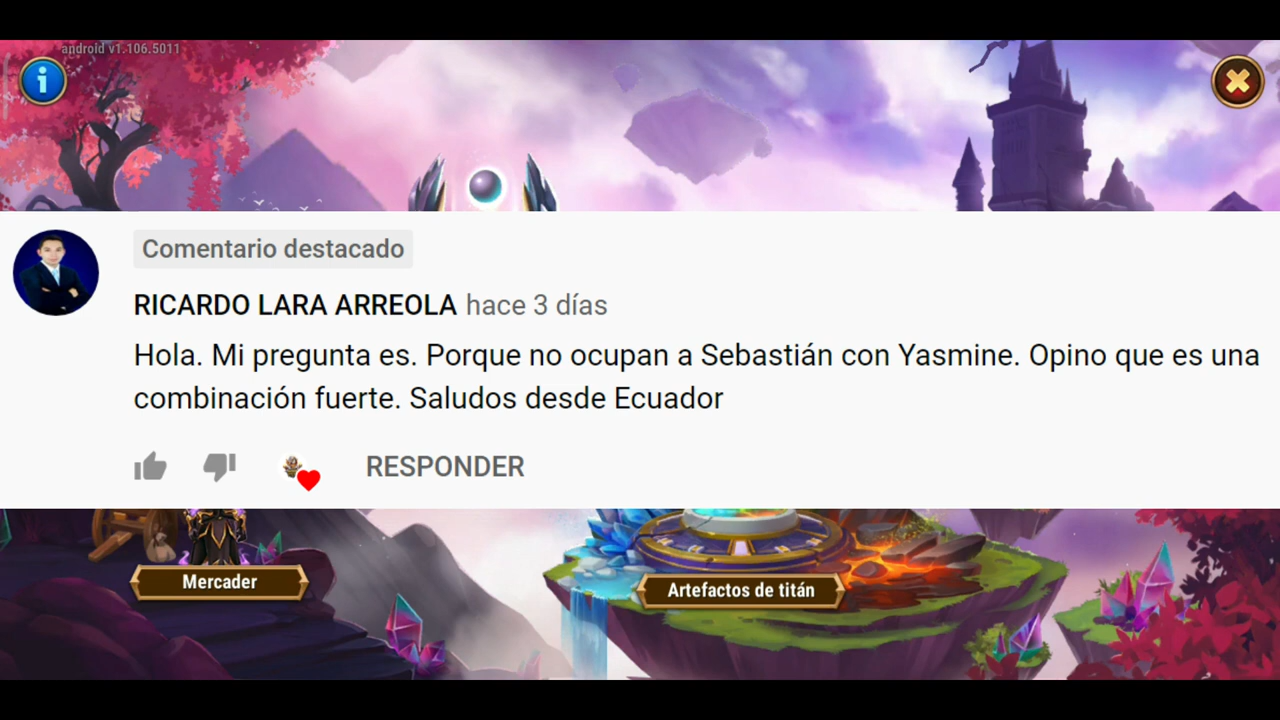 android v1.106.5011
i
Comentario destacado
RICARDO LARA ARREOLA hace 3 días
Hola. Mi pregunta es. Porque no ocupan a Sebastián con Yasmine. Opino que es una
combinación fuerte. Saludos desde Ecuador
RESPONDER
Mercader
Artefactos de titán